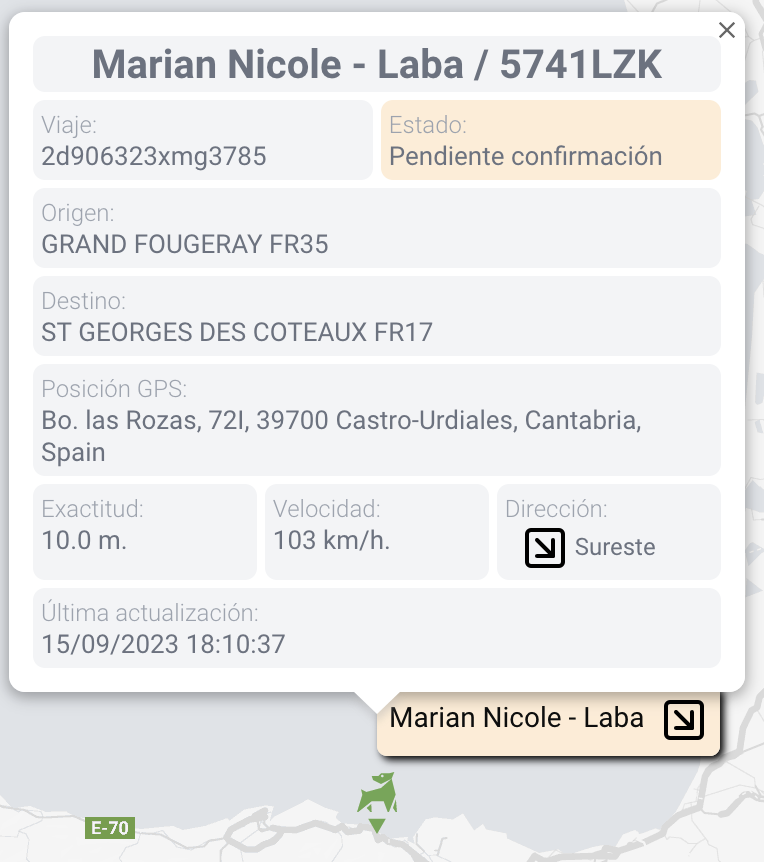 Marian Nicole - Laba / 5741LZK
Viaje:
2d906323xmg3785
Estado:
Pendiente confirmación
Origen:
GRAND FOUGERAY FR35
Destino:
ST GEORGES DES COTEAUX FR17
Posición GPS:
Bo. las Rozas, 72I, 39700 Castro-Urdiales, Cantabria,
Spain
Exactitud:
10.0 m.
Velocidad:
103 km/h.
Dirección:
Sureste
Última actualización:
15/09/2023 18:10:37
Marian Nicole - Laba
E-70